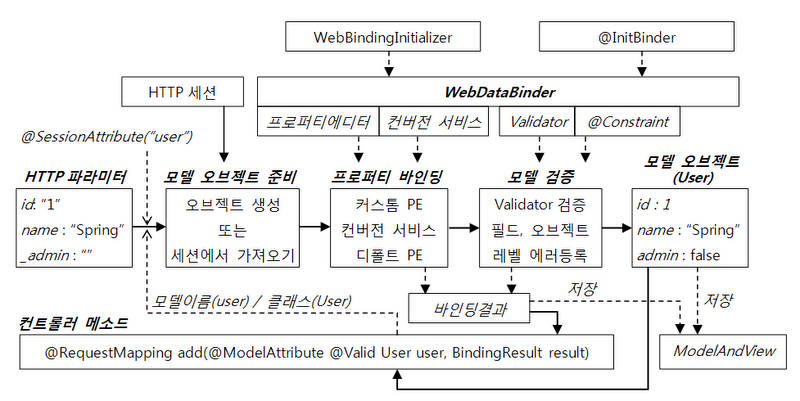 WebBindingInitializer
@InitBinder
HTTP 세션
WebDataBinder
프로퍼티에디터
컨버전 서비스
Validator
@Constraint
@SessionAttribute("user")
HTTP 파라미터
id: "1"
name : "Spring"
_admin : ""
모델 오브젝트 준비
오브젝트 생성
또는
세션에서 가져오기
프로퍼티 바인딩
커스톰 PE
컨버전 서비스
디폴트 PE
모델 검증
Validator 검증
필드, 오브젝트
레벨 에러등록
모델 오브젝트
(User)
id : 1
name : "Spring"
admin : false
모델이름(user) / 클래스(User)
바인딩결과
저장
저장
컨트롤러 메소드
@RequestMapping add(@ModelAttribute @Valid User user, BindingResult result)
ModelAndView